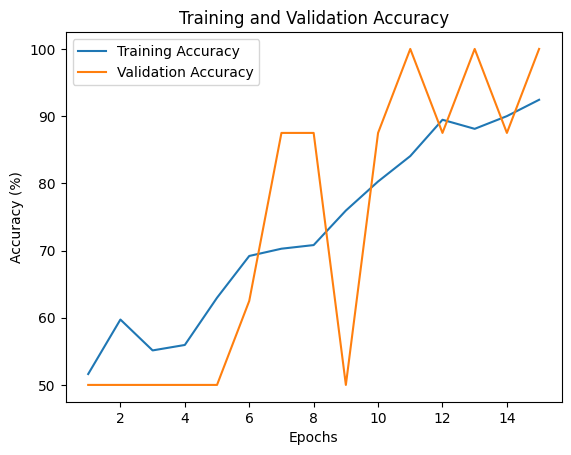 Training and Validation Accuracy
Training Accuracy
Validation Accuracy
Accuracy (%)
100
90
80
70
60
50
2 4 6 8 10 12 14
Epochs